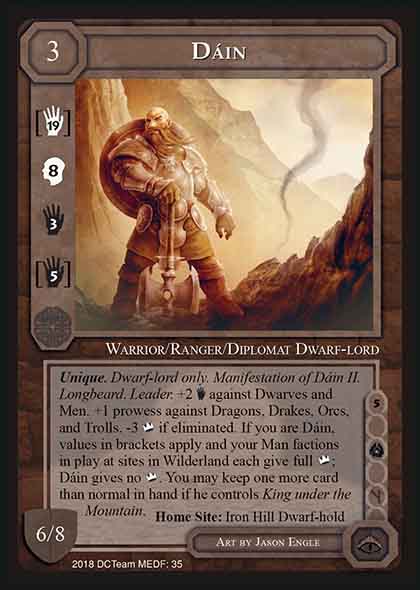 3
DÁIN
[19]
8
3
[5]
WARRIOR/RANGER/DIPLOMAT DWARF-LORD
Unique. Dwarf-lord only. Manifestation of Dáin II.
Longbeard. Leader. +2 against Dwarves and
Men. +1 prowess against Dragons, Drakes, Orcs,
and Trolls. -3 if eliminated. If you are Dáin,
values in brackets apply and your Man factions
in play at sites in Wilderland each give full ;
Dáin gives no . You may keep one more card
than normal in hand if he controls King under the
Mountain. Home Site: Iron Hill Dwarf-hold
5
6/8
ART BY JASON ENGLE
2018 DCTeam MEDF: 35